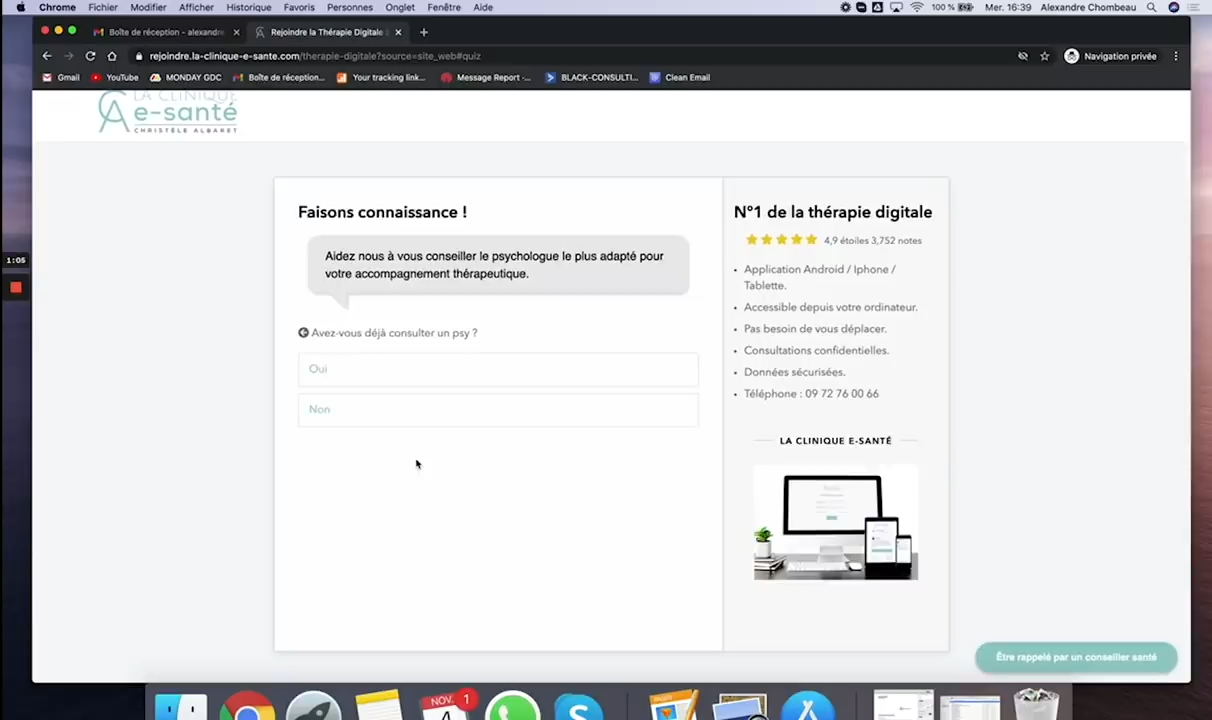 Chrome Fichier Modifier Afficher Historique Favoris Personnes Onglet Fenêtre Aide 100 % Mer. 16:39 Alexandre Chombeau
Boîte de réception - alexandre Rejoindre la Thérapie Digitale
rejoindre.la-clinique-e-sante.com/therapie-digitale?source=site_web#quiz Navigation privée
Gmail YouTube MONDAY GDC Boîte de réception... Your tracking link... Message Report -... BLACK-CONSULTI... Clean Email
LA CLINIQUE
e-santé
CHRISTÈLE ALBARET
Faisons connaissance !
Aidez nous à vous conseiller le psychologue le plus adapté pour
votre accompagnement thérapeutique.
Avez-vous déjà consulter un psy ?
Oui
Non
N°1 de la thérapie digitale
4,9 étoiles 3,752 notes
• Application Android / Iphone /
Tablette.
• Accessible depuis votre ordinateur.
• Pas besoin de vous déplacer.
• Consultations confidentielles.
• Données sécurisées.
• Téléphone : 09 72 76 00 66
LA CLINIQUE E-SANTÉ
Être rappelé par un conseiller santé
1:05
NOV. 1
4